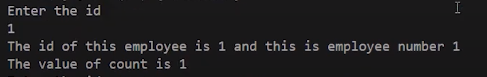 Enter the id
1
The id of this employee is 1 and this is employee number 1
The value of count is 1